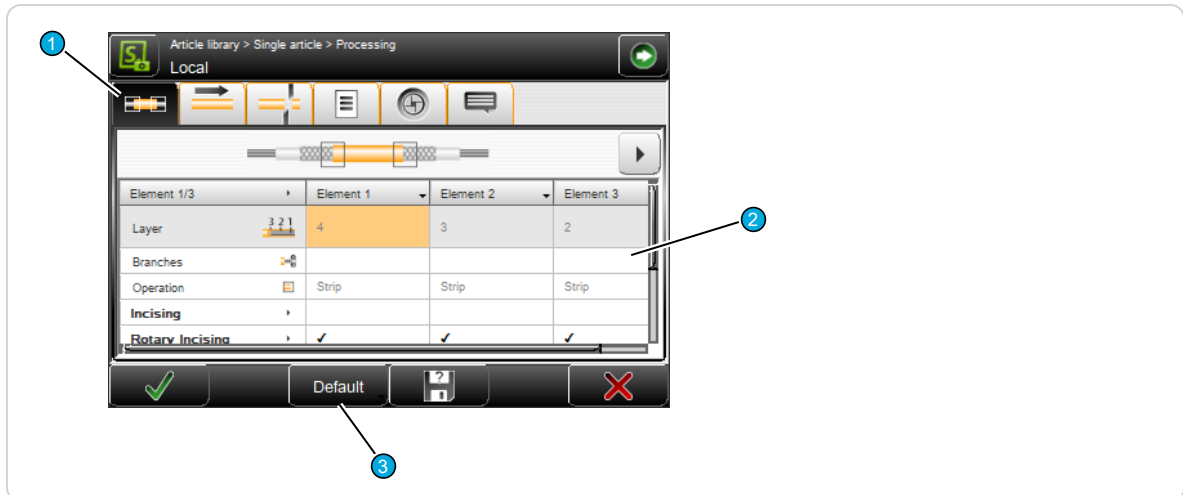 1
Article library > Single article > Processing
Local
Element 1/3 Element 1 Element 2 Element 3
Layer 3 2 1 4 3 2
2
Branches
Operation Strip Strip Strip
Incising
Rotary Incising ✓ ✓ ✓
Default ?
3